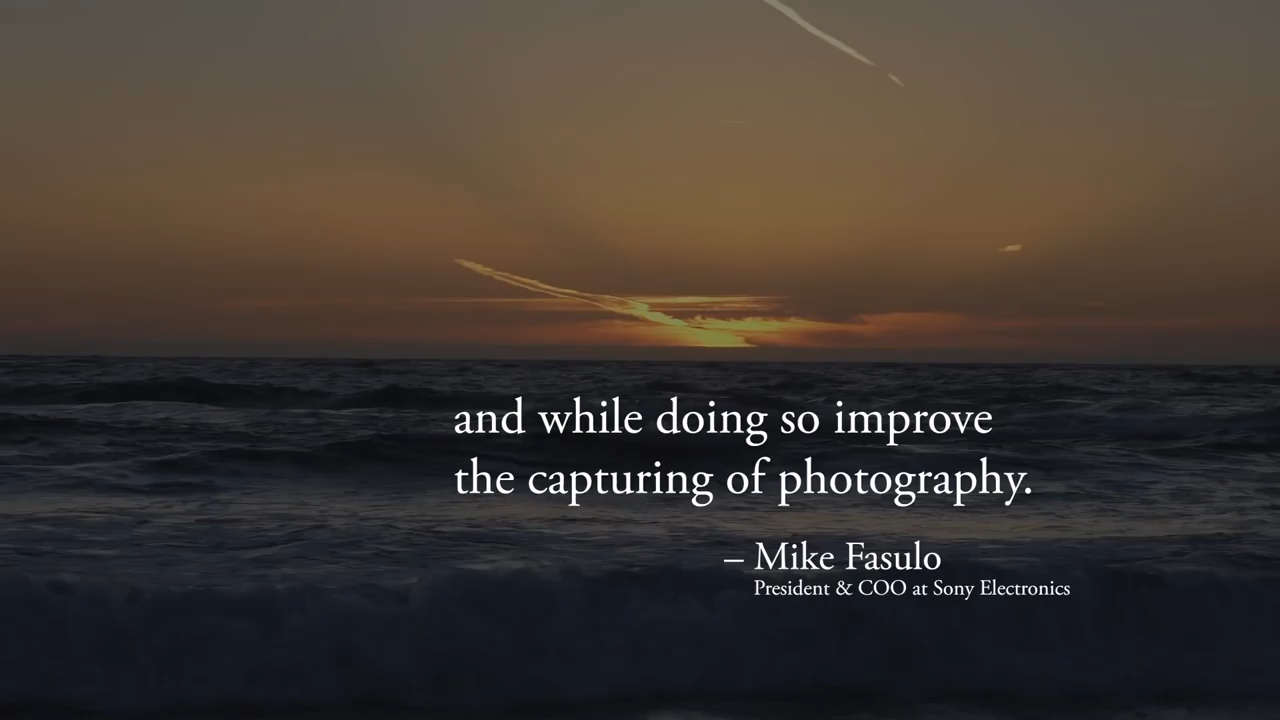 and while doing so improve
the capturing of photography.
– Mike Fasulo
President & COO at Sony Electronics